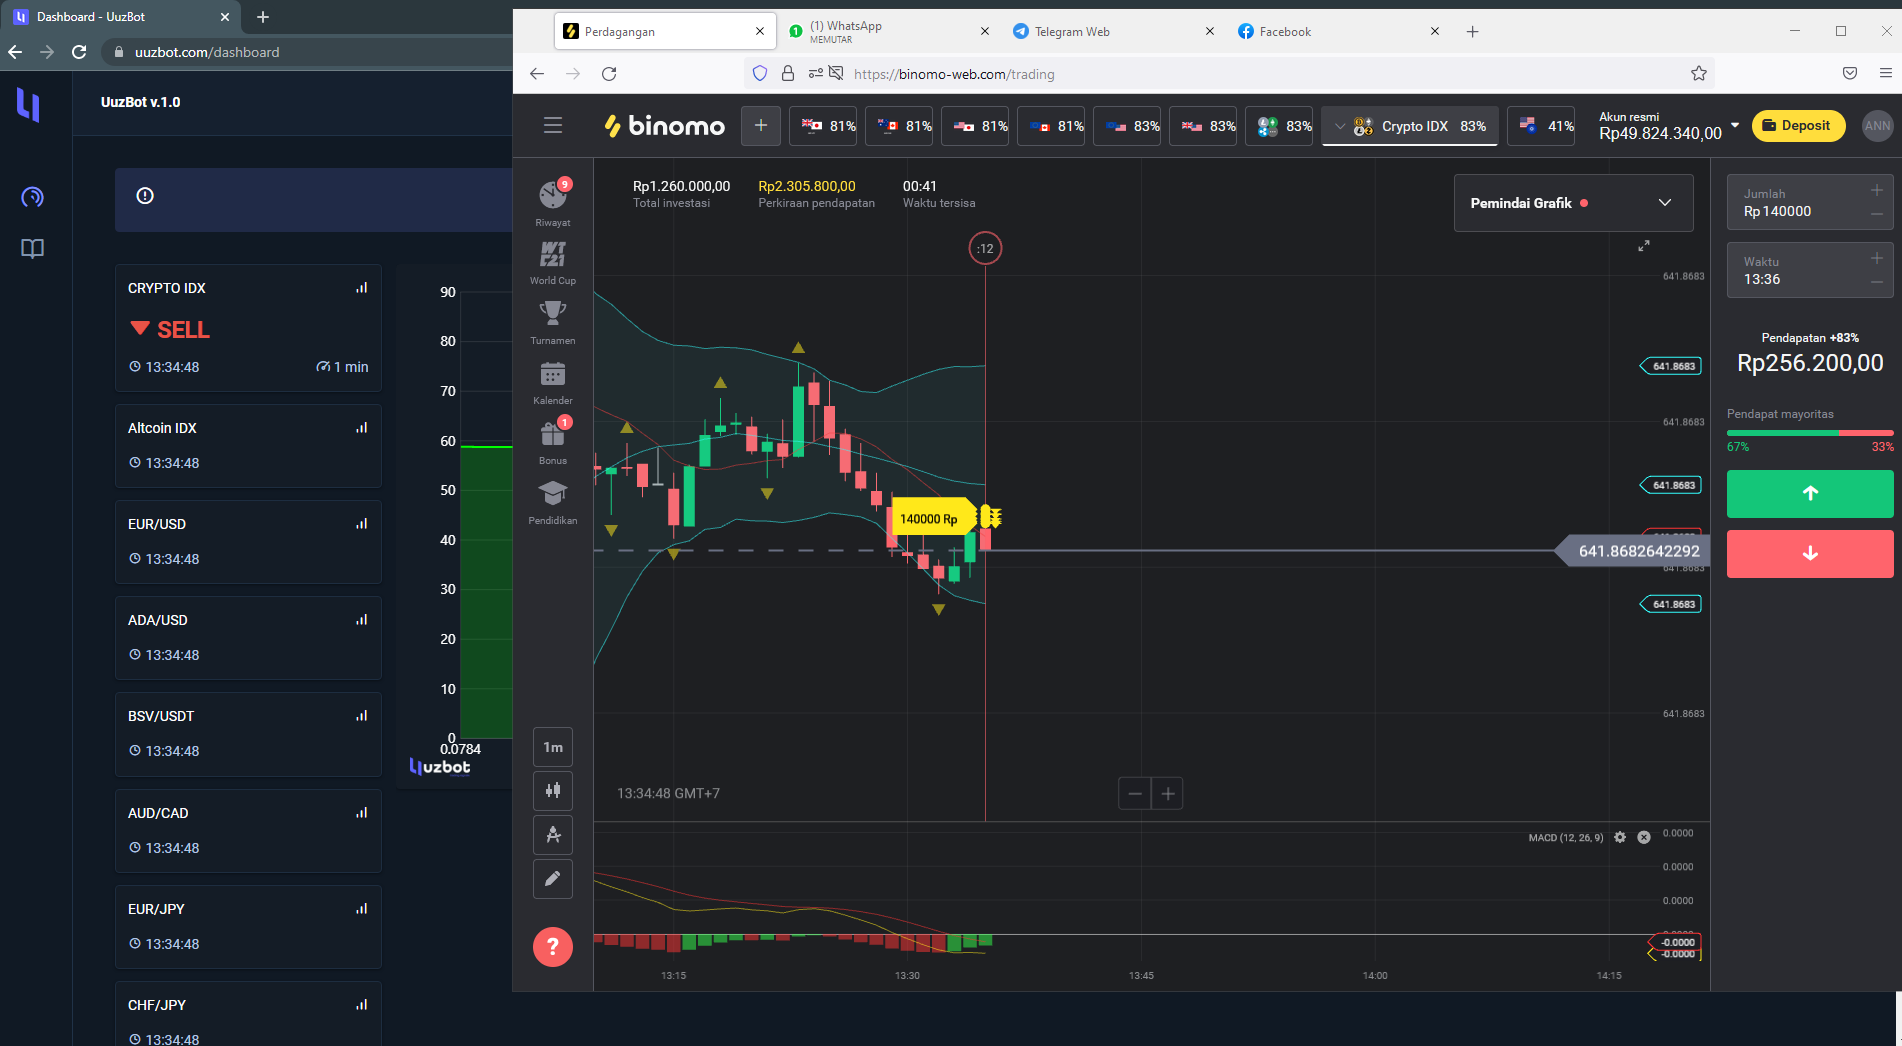 Dashboard - UuzBot
uuzbot.com/dashboard
UuzBot v.1.0
CRYPTO IDX
SELL
13:34:48
1 min
Altcoin IDX
13:34:48
EUR/USD
13:34:48
ADA/USD
13:34:48
BSV/USDT
13:34:48
AUD/CAD
13:34:48
EUR/JPY
13:34:48
CHF/JPY
13:34:48
90
80
70
60
50
40
30
20
10
0
0.0784
uuzbot
Perdagangan
(1) WhatsApp
MEMUTAR
Telegram Web
Facebook
https://binomo-web.com/trading
binomo
81%
81%
81%
81%
83%
83%
83%
Crypto IDX 83%
41%
Akun resmi
Rp49.824.340,00
Deposit
ANN
9
Riwayat
WTC21
World Cup
Turnamen
Kalender
1
Bonus
Pendidikan
1m
?
Rp1.260.000,00
Total investasi
Rp2.305.800,00
Perkiraan pendapatan
00:41
Waktu tersisa
Pemindai Grafik
:12
641.8683
641.8683
641.8683
641.8683
140000 Rp
641.8682642292
641.8683
641.8683
641.8683
13:34:48 GMT+7
MACD (12, 26, 9)
0.0000
0.0000
0.0000
-0.0000
-0.0000
13:15
13:30
13:45
14:00
14:15
Jumlah
Rp 140000
Waktu
13:36
Pendapatan +83%
Rp256.200,00
Pendapat mayoritas
67%
33%